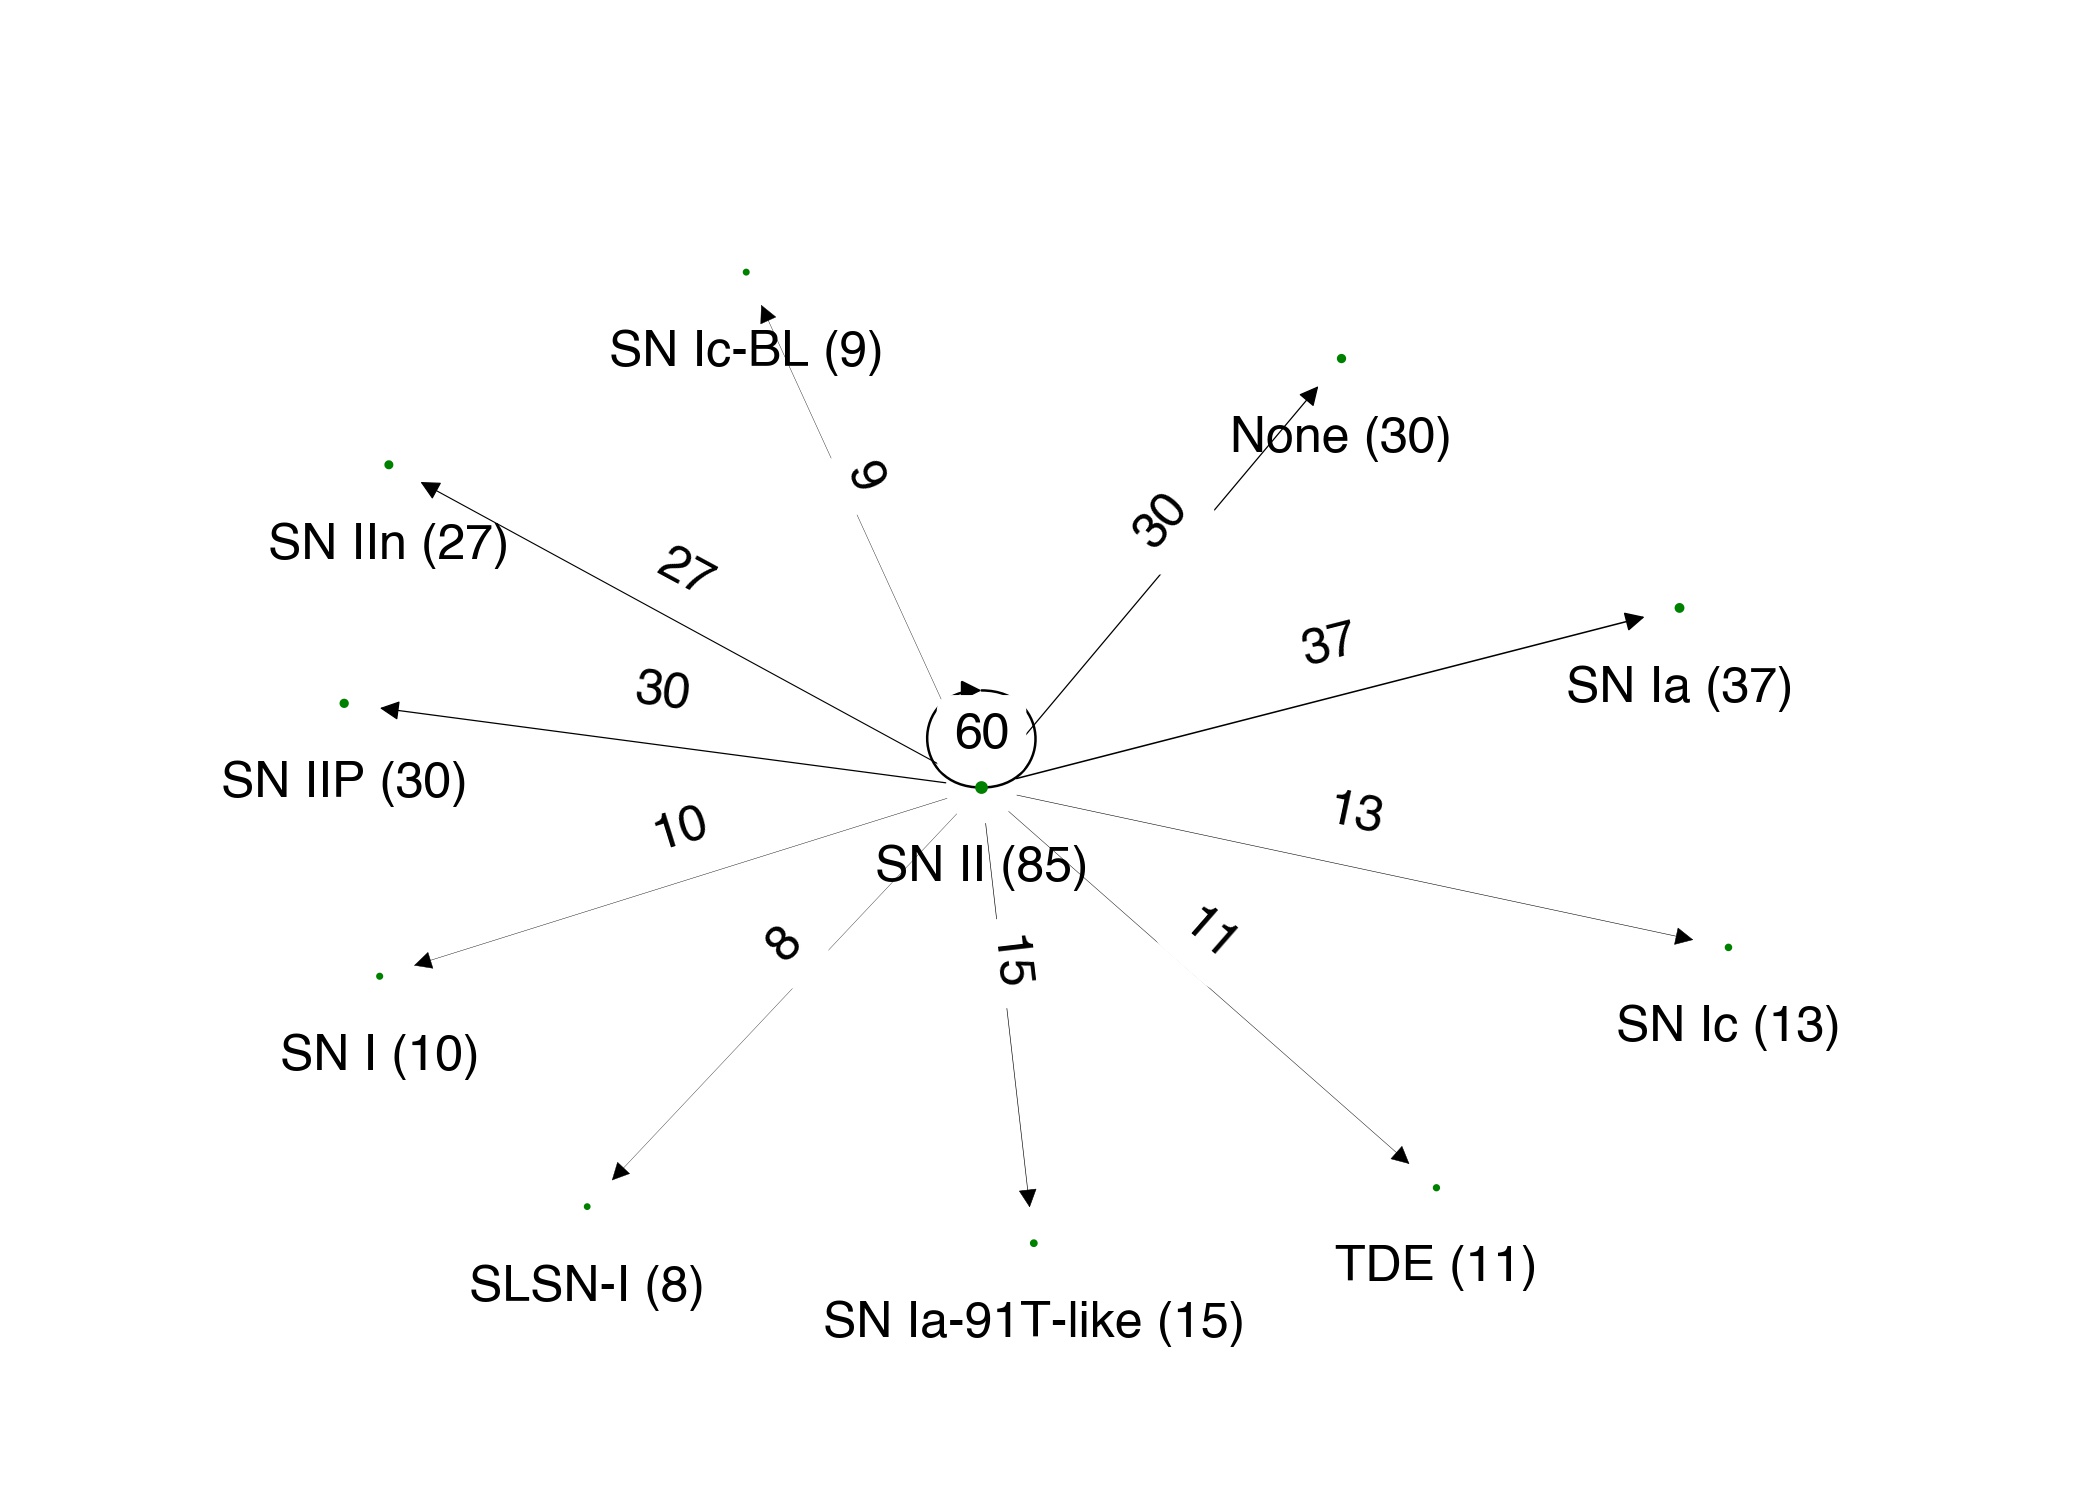 SN Ic-BL (9)
None (30)
9
30
SN IIn (27)
27
37
SN Ia (37)
30
60
SN IIP (30)
10
13
SN II (85)
8
15
11
SN I (10)
SN Ic (13)
SLSN-I (8)
SN Ia-91T-like (15)
TDE (11)